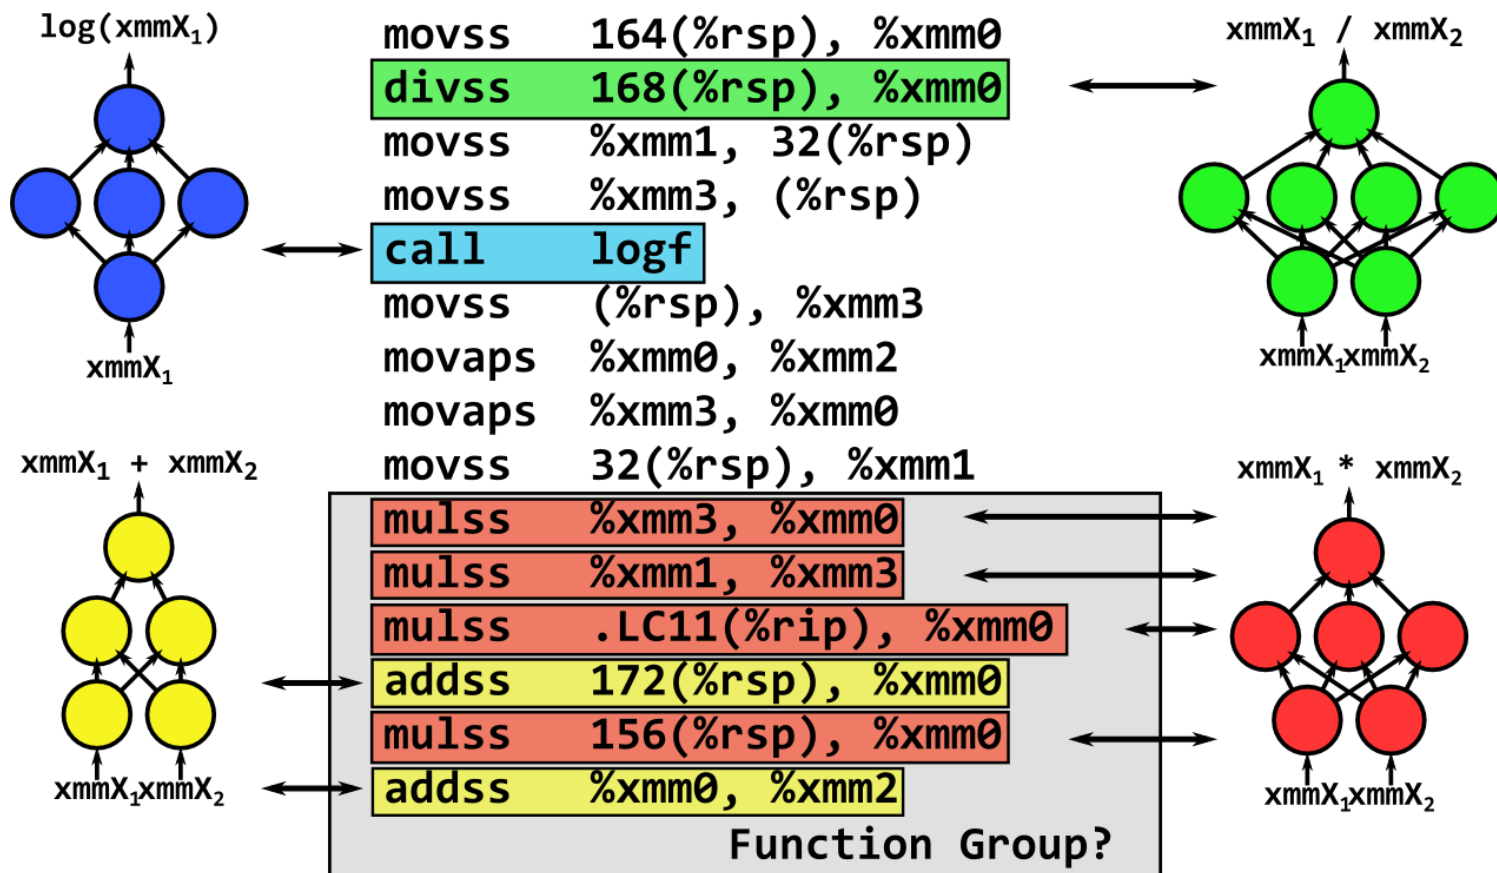 log(xmmX₁)
xmmX₁
xmmX₁ + xmmX₂
xmmX₁xmmX₂
movss 164(%rsp), %xmm0
divss 168(%rsp), %xmm0
movss %xmm1, 32(%rsp)
movss %xmm3, (%rsp)
call logf
movss (%rsp), %xmm3
movaps %xmm0, %xmm2
movaps %xmm3, %xmm0
movss 32(%rsp), %xmm1
mulss %xmm3, %xmm0
mulss %xmm1, %xmm3
mulss .LC11(%rip), %xmm0
addss 172(%rsp), %xmm0
mulss 156(%rsp), %xmm0
addss %xmm0, %xmm2
Function Group?
xmmX₁ / xmmX₂
xmmX₁xmmX₂
xmmX₁ * xmmX₂
xmmX₁xmmX₂